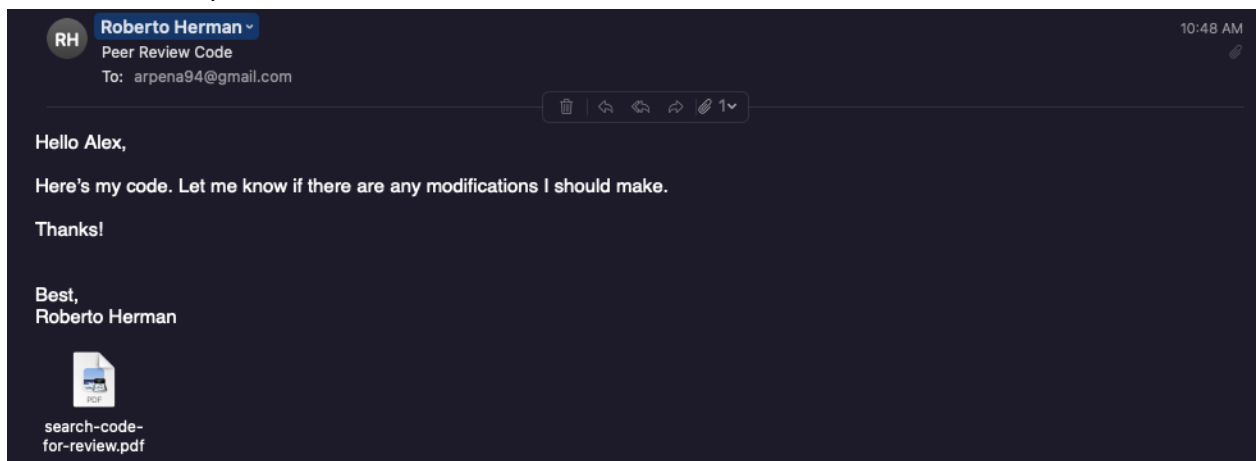 RH
Roberto Herman
10:48 AM
Peer Review Code
To: arpena94@gmail.com
1
Hello Alex,
Here's my code. Let me know if there are any modifications I should make.
Thanks!
Best,
Roberto Herman
PDF
search-code-
for-review.pdf